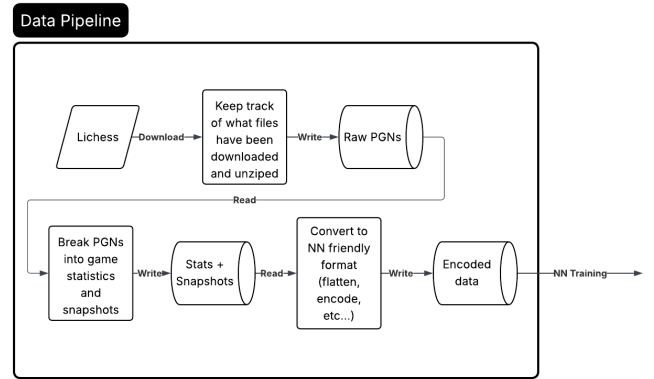 Data Pipeline
Lichess
Download
Keep track
of what files
have been
downloaded
and unziped
Write
Raw PGNs
Read
Break PGNs
into game
statistics
and
snapshots
Write
Stats +
Snapshots
Read
Convert to
NN friendly
format
(flatten,
encode,
etc...)
Write
Encoded
data
NN Training